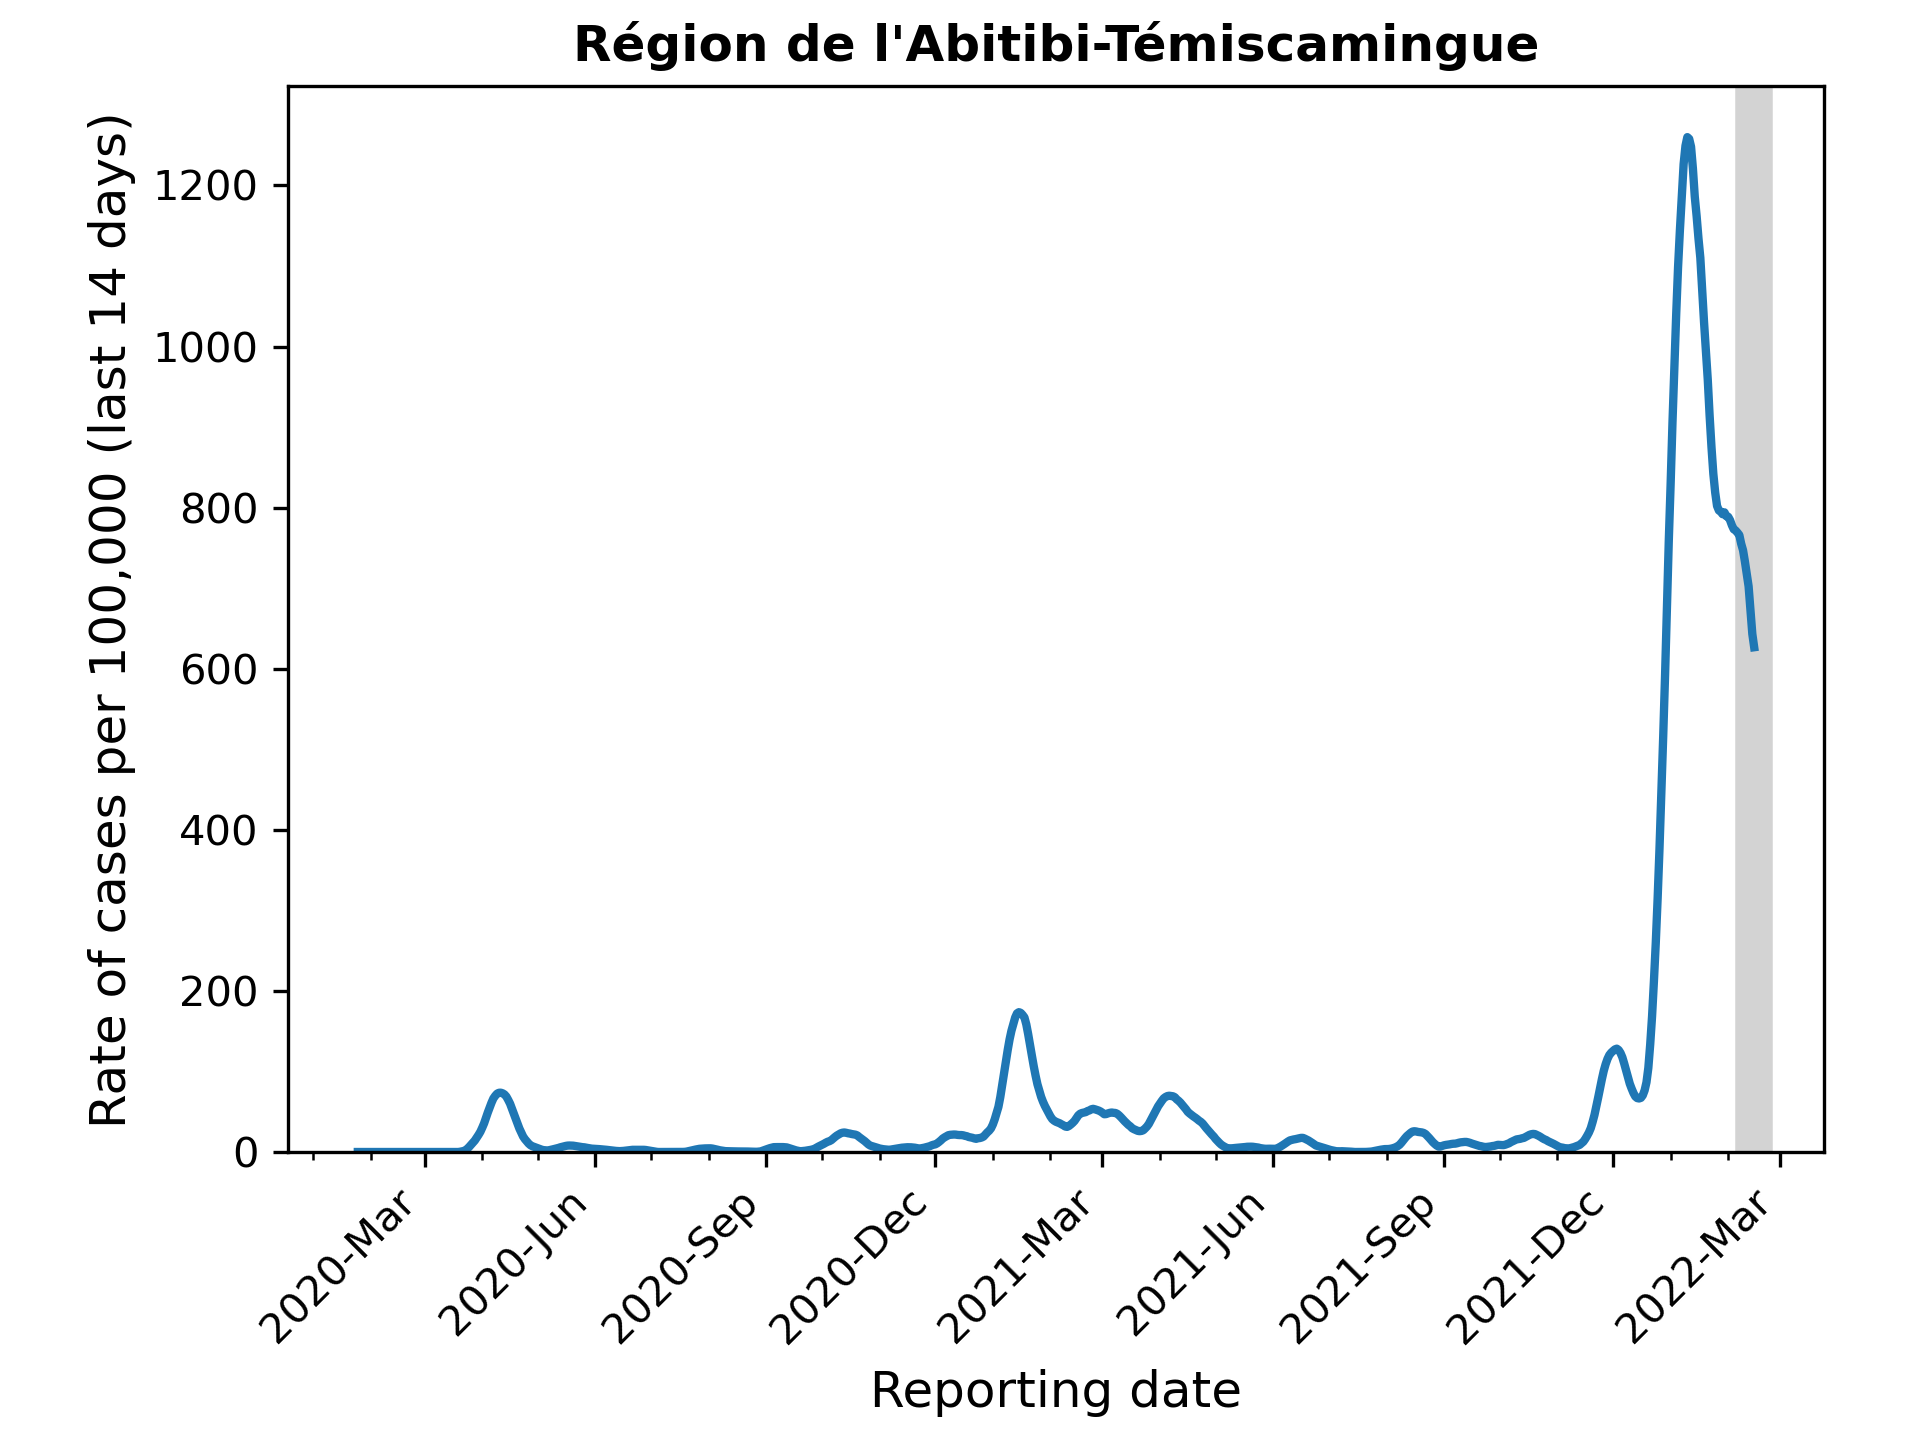 Région de l'Abitibi-Témiscamingue
Rate of cases per 100,000 (last 14 days)
1200
1000
800
600
400
200
0
2020-Mar
2020-Jun
2020-Sep
2020-Dec
2021-Mar
2021-Jun
2021-Sep
2021-Dec
2022-Mar
Reporting date